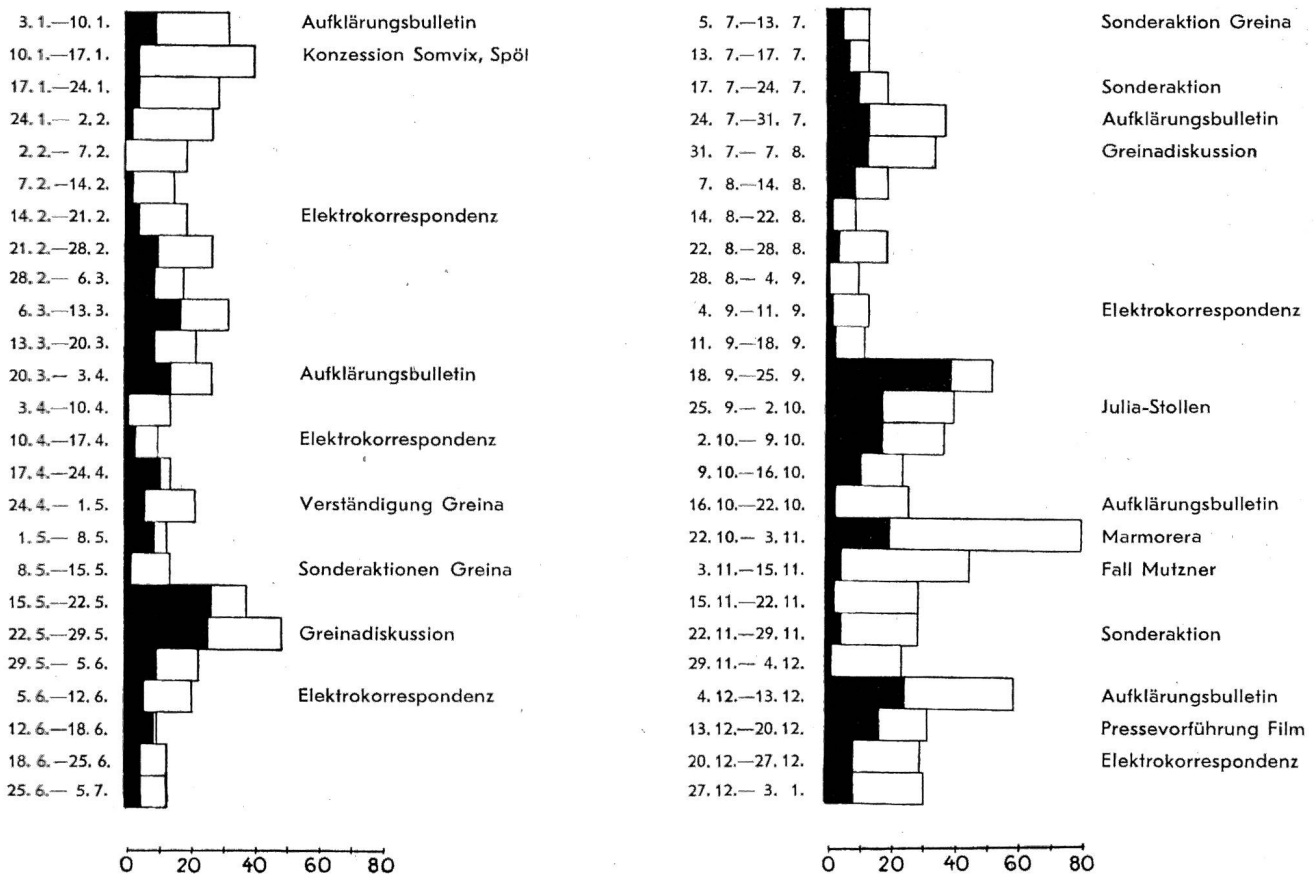 3.1.—10.1. Aufklärungsbulletin
10.1.—17.1. Konzession Somvix, Spöl
17.1.—24.1.
24.1.— 2.2.
2.2.— 7.2.
7.2.—14.2.
14.2.—21.2. Elektrokorrespondenz
21.2.—28.2.
28.2.— 6.3.
6.3.—13.3.
13.3.—20.3.
20.3.— 3.4. Aufklärungsbulletin
3.4.—10.4.
10.4.—17.4. Elektrokorrespondenz
17.4.—24.4.
24.4.— 1.5. Verständigung Greina
1.5.— 8.5.
8.5.—15.5. Sonderaktionen Greina
15.5.—22.5.
22.5.—29.5. Greinadiskussion
29.5.— 5.6.
5.6.—12.6. Elektrokorrespondenz
12.6.—18.6.
18.6.—25.6.
25.6.— 5.7.
0 20 40 60 80
5. 7.—13. 7. Sonderaktion Greina
13. 7.—17. 7.
17. 7.—24. 7. Sonderaktion
24. 7.—31. 7. Aufklärungsbulletin
31. 7.— 7. 8. Greinadiskussion
7. 8.—14. 8.
14. 8.—22. 8.
22. 8.—28. 8.
28. 8.— 4. 9.
4. 9.—11. 9. Elektrokorrespondenz
11. 9.—18. 9.
18. 9.—25. 9.
25. 9.— 2.10. Julia-Stollen
2.10.— 9.10.
9.10.—16.10.
16.10.—22.10. Aufklärungsbulletin
22.10.— 3.11. Marmorera
3.11.—15.11. Fall Mutzner
15.11.—22.11.
22.11.—29.11. Sonderaktion
29.11.— 4.12.
4.12.—13.12. Aufklärungsbulletin
13.12.—20.12. Pressevorführung Film
20.12.—27.12. Elektrokorrespondenz
27.12.— 3. 1.
0 20 40 60 80